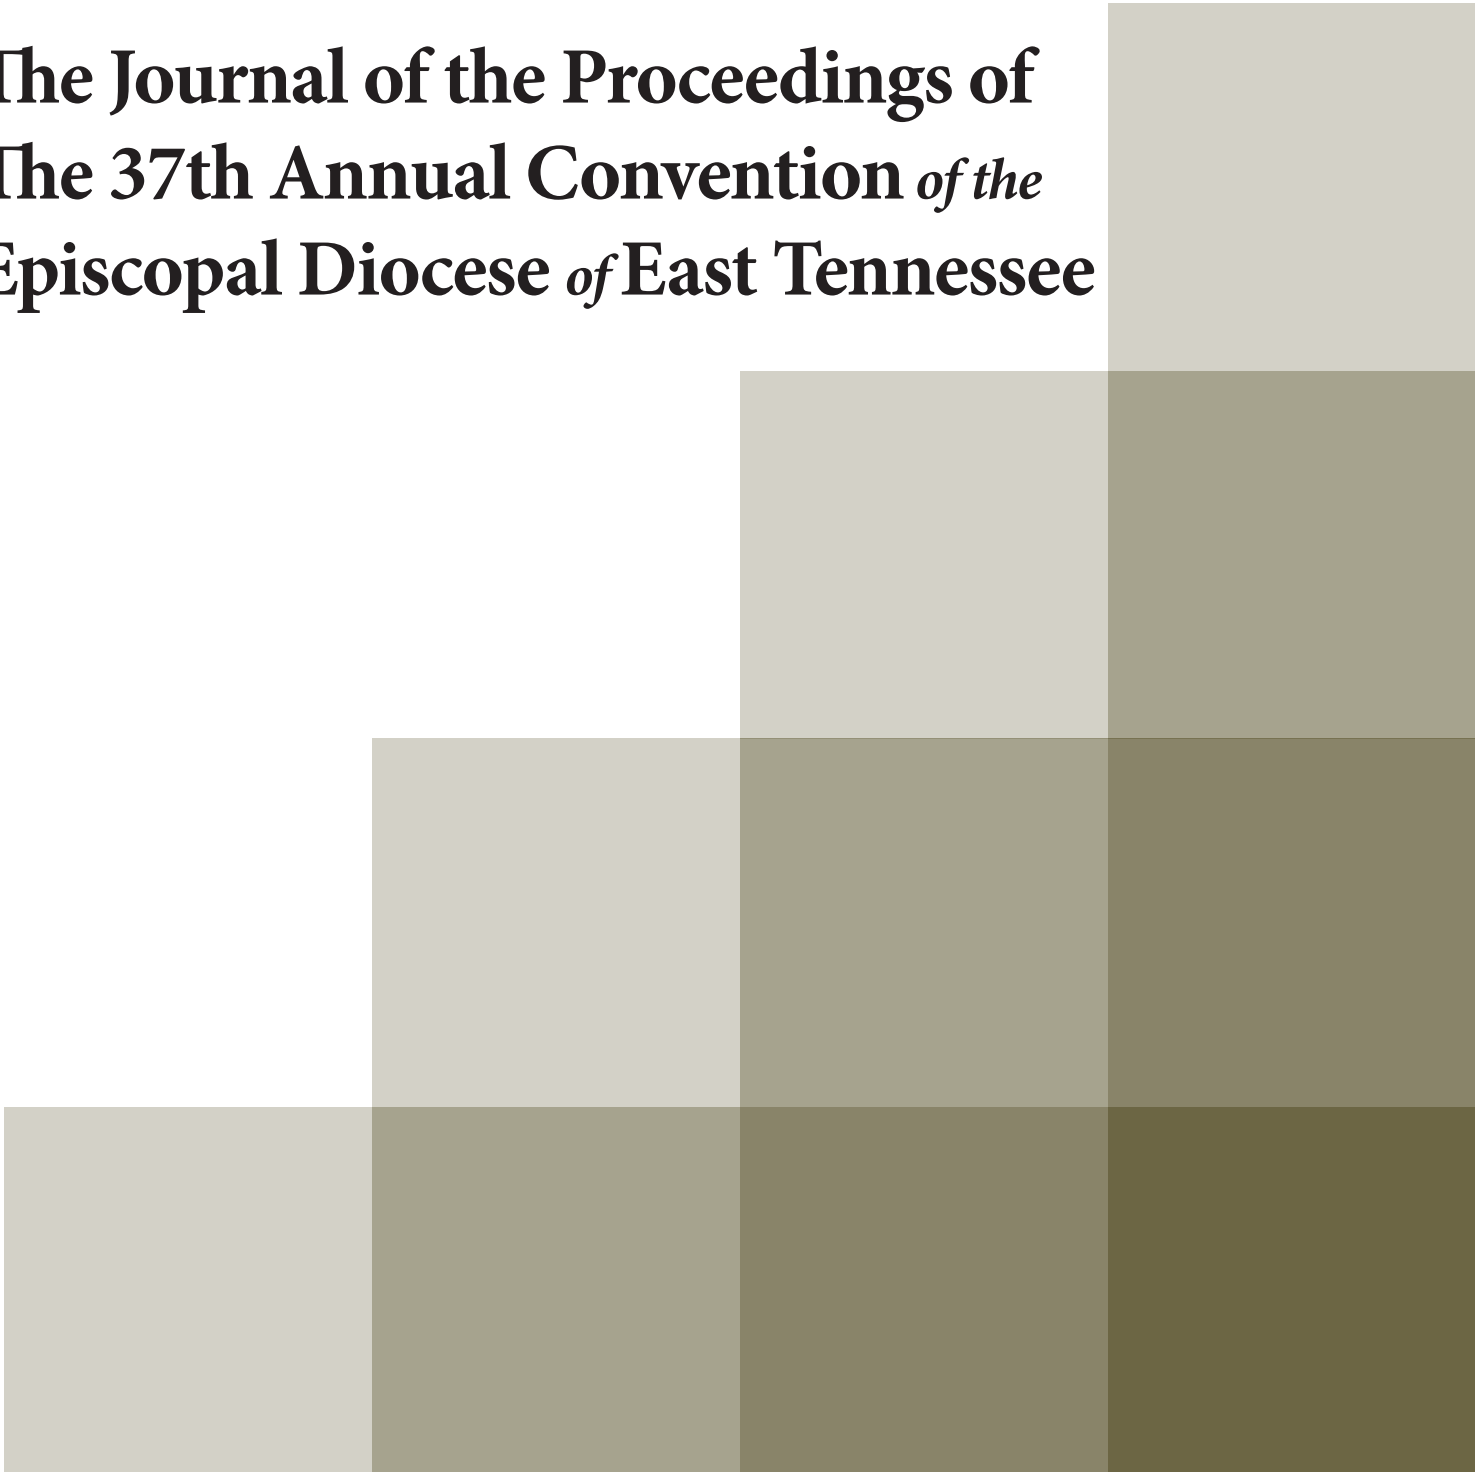 The Journal of the Proceedings of
The 37th Annual Convention of the
Episcopal Diocese of East Tennessee